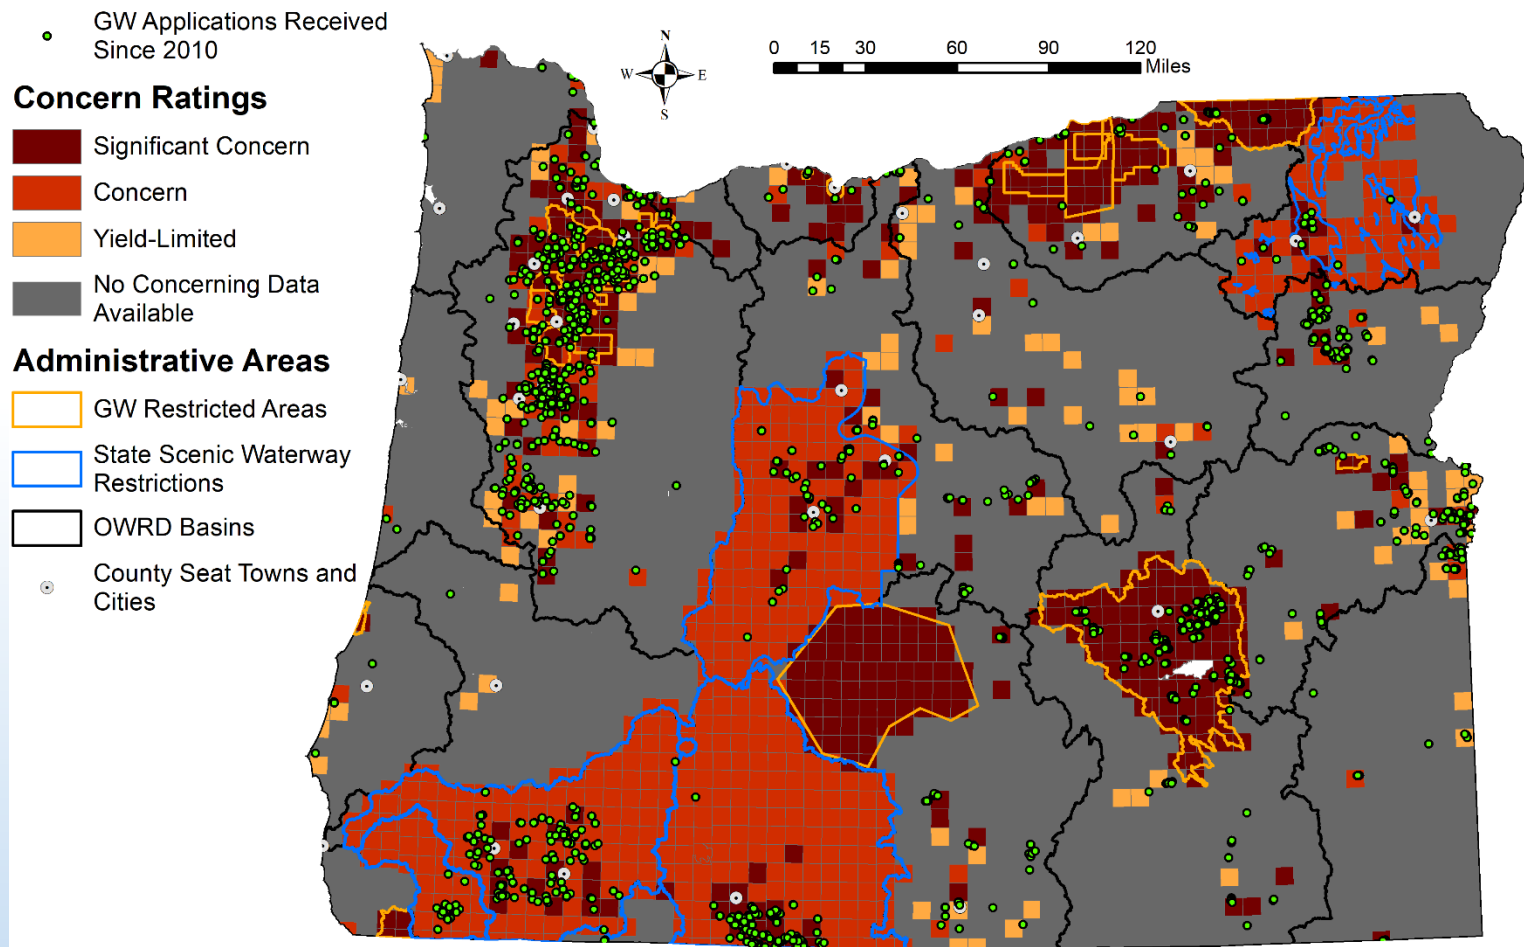 GW Applications Received
Since 2010
Concern Ratings
Significant Concern
Concern
Yield-Limited
No Concerning Data
Available
Administrative Areas
GW Restricted Areas
State Scenic Waterway
Restrictions
OWRD Basins
County Seat Towns and
Cities
N
W E
S
0 15 30 60 90 120
Miles